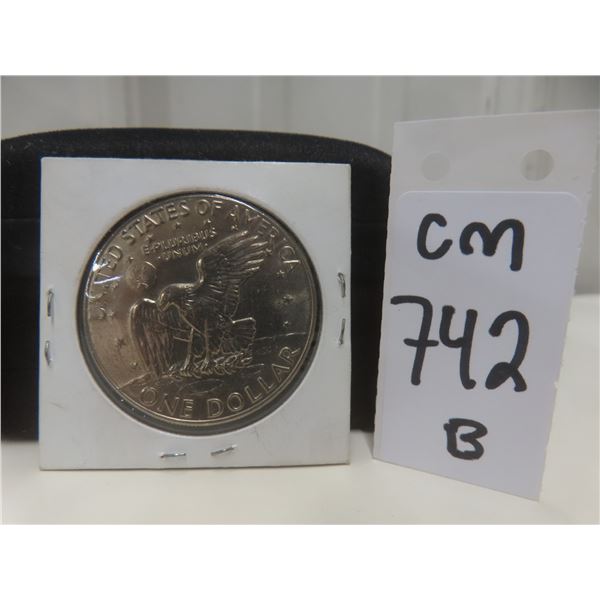 UNITED STATES OF AMERICA
E PLURIBUS
UNUM
ONE DOLLAR
CM
742
B